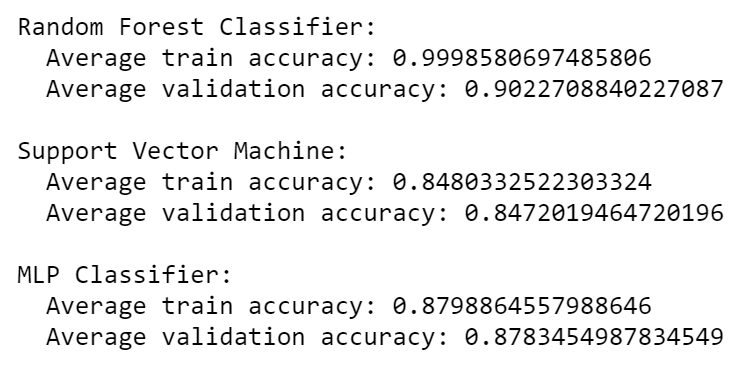 Random Forest Classifier:
Average train accuracy: 0.9998580697485806
Average validation accuracy: 0.9022708840227087
Support Vector Machine:
Average train accuracy: 0.8480332522303324
Average validation accuracy: 0.8472019464720196
MLP Classifier:
Average train accuracy: 0.8798864557988646
Average validation accuracy: 0.8783454987834549